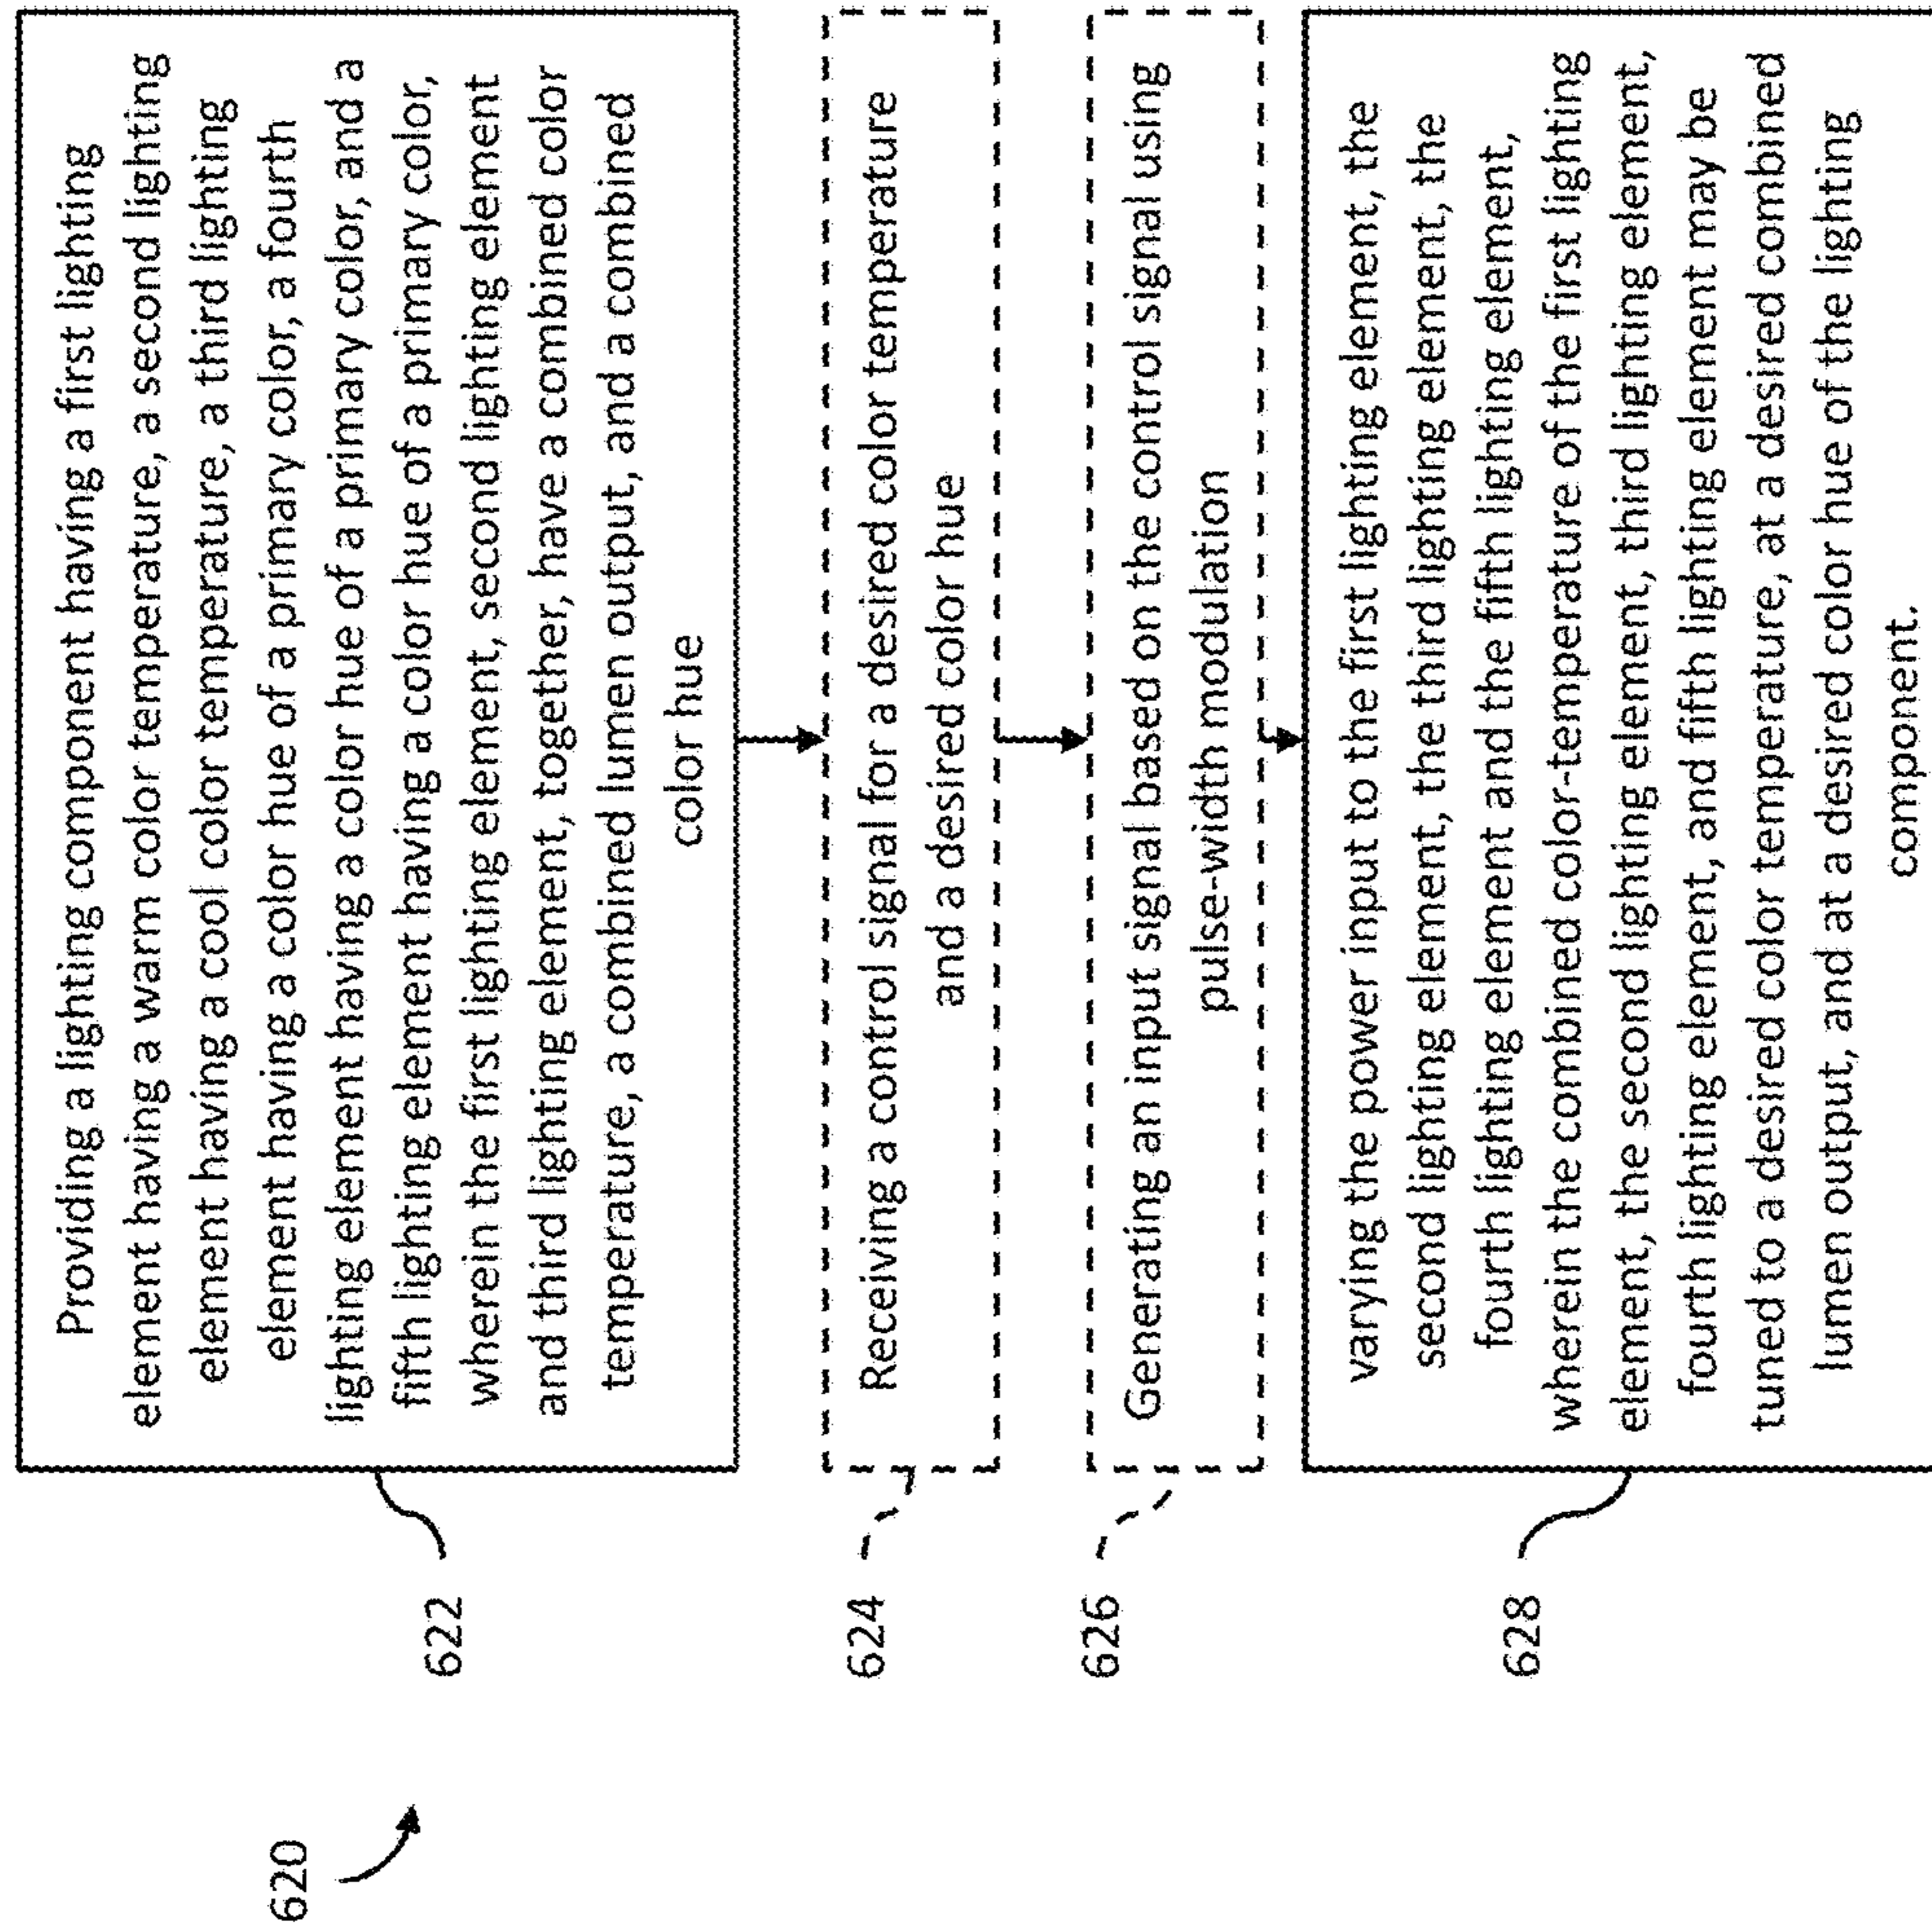 620
622
Providing a lighting component having a first lighting
element having a warm color temperature, a second lighting
element having a cool color temperature, a third lighting
element having a color hue of a primary color, a fourth
lighting element having a color hue of a primary color, and a
fifth lighting element having a color hue of a primary color,
wherein the first lighting element, second lighting element
and third lighting element, together, have a combined color
temperature, a combined lumen output, and a combined
color hue
624
Receiving a control signal for a desired color temperature
and a desired color hue
626
Generating an input signal based on the control signal using
pulse-width modulation
628
varying the power input to the first lighting element, the
second lighting element, the third lighting element, the
fourth lighting element and the fifth lighting element,
wherein the combined color-temperature of the first lighting
element, the second lighting element, third lighting element,
fourth lighting element, and fifth lighting element may be
tuned to a desired color temperature, at a desired combined
lumen output, and at a desired color hue of the lighting
component.